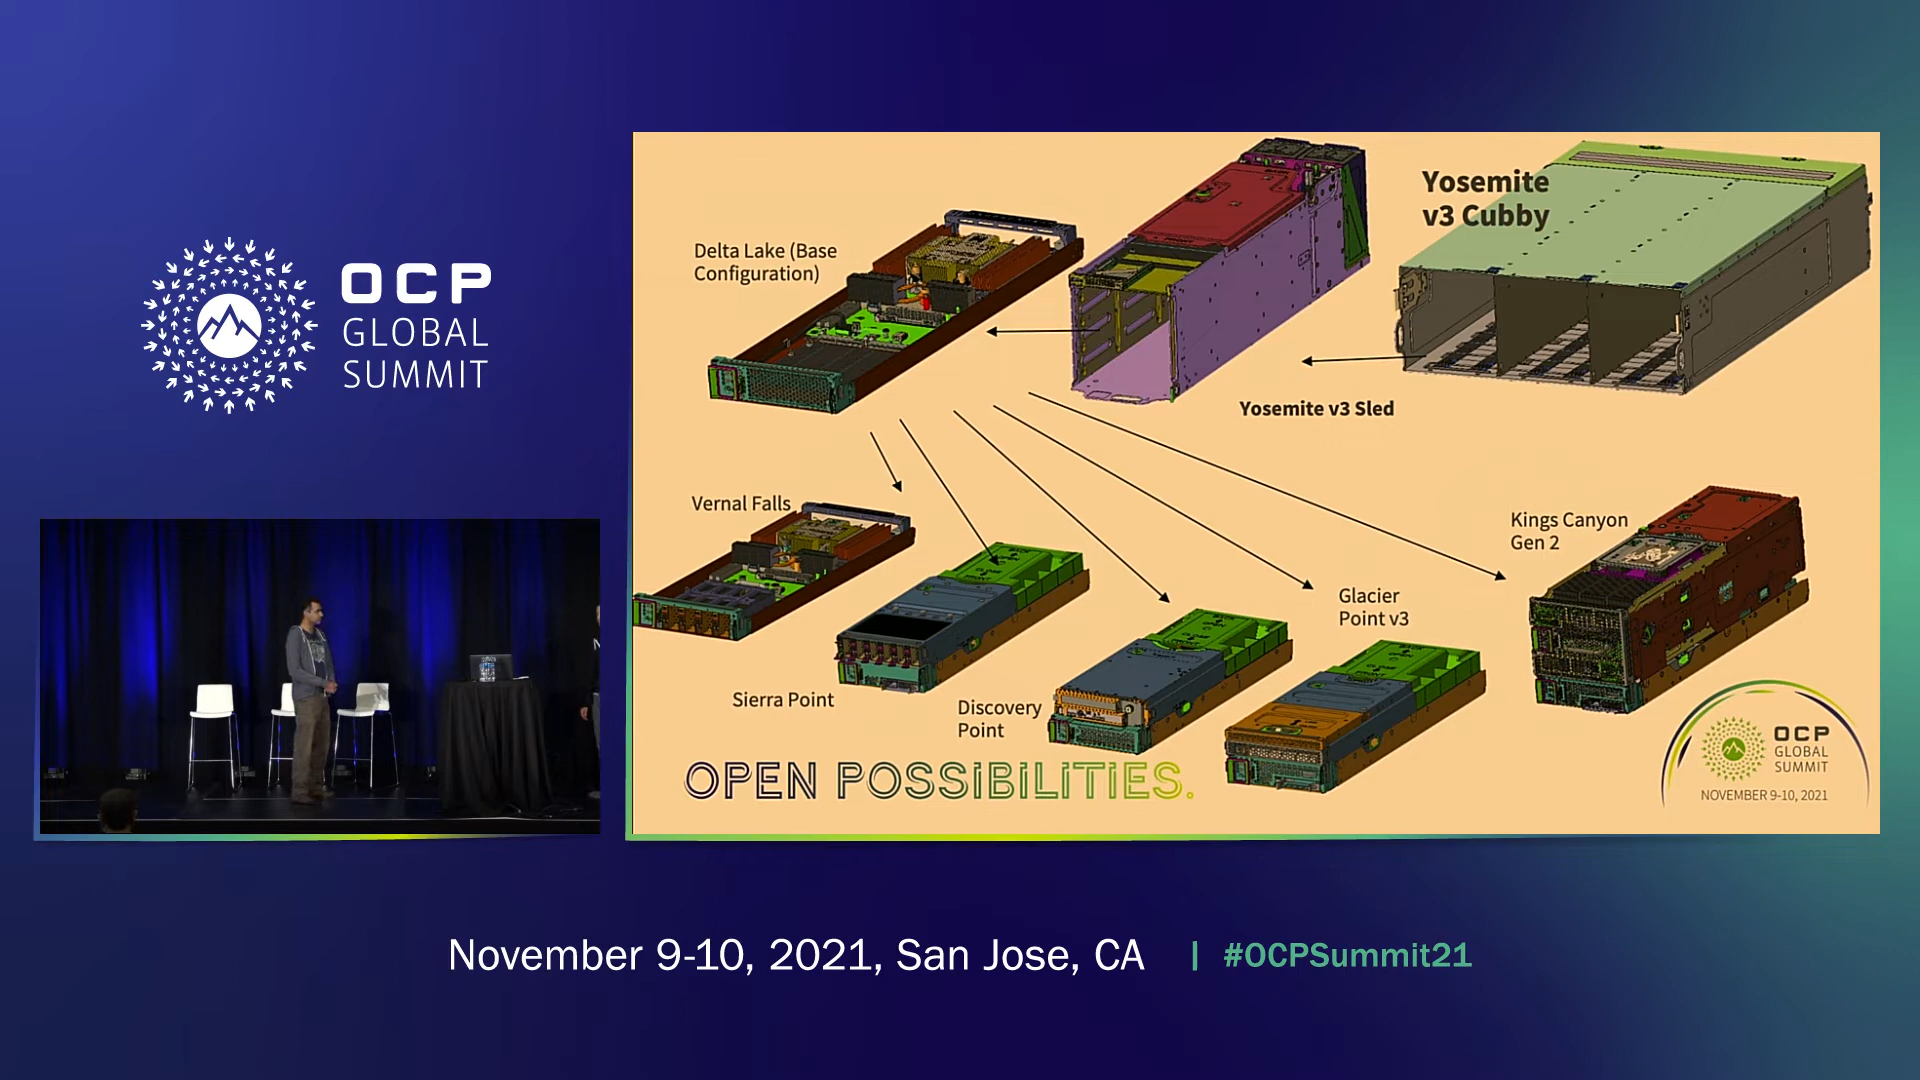 OCP
GLOBAL
SUMMIT
Yosemite
v3 Cubby
Delta Lake (Base
Configuration)
Yosemite v3 Sled
Vernal Falls
Kings Canyon
Gen 2
Glacier
Point v3
Sierra Point
Discovery
Point
OPEN POSSiBiLiTiES.
OCP
GLOBAL
SUMMIT
NOVEMBER 9-10, 2021
November 9-10, 2021, San Jose, CA | #OCPSummit21